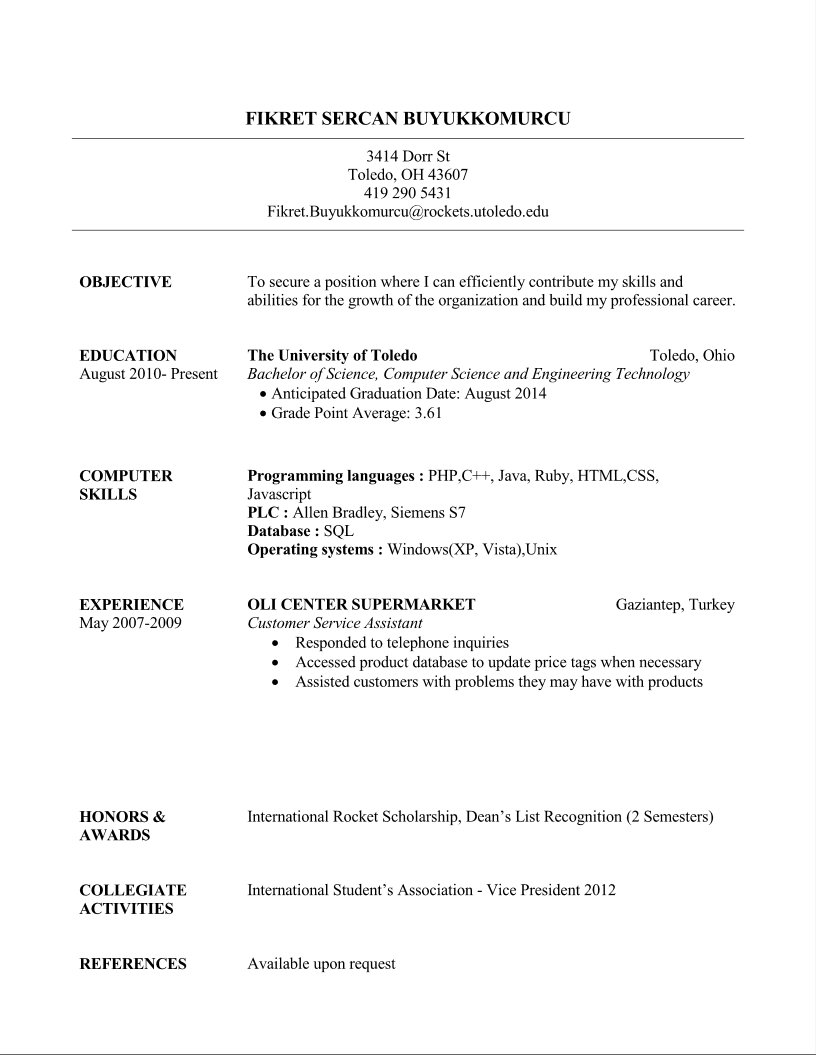 FIKRET SERCAN BUYUKKOMURCU
3414 Dorr St
Toledo, OH 43607
419 290 5431
Fikret.Buyukkomurcu@rockets.utoledo.edu
OBJECTIVE To secure a position where I can efficiently contribute my skills and
abilities for the growth of the organization and build my professional career.
EDUCATION The University of Toledo Toledo, Ohio
August 2010- Present Bachelor of Science, Computer Science and Engineering Technology
• Anticipated Graduation Date: August 2014
• Grade Point Average: 3.61
COMPUTER Programming languages : PHP,C++, Java, Ruby, HTML,CSS,
SKILLS Javascript
PLC : Allen Bradley, Siemens S7
Database : SQL
Operating systems : Windows(XP, Vista),Unix
EXPERIENCE OLI CENTER SUPERMARKET Gaziantep, Turkey
May 2007-2009 Customer Service Assistant
• Responded to telephone inquiries
• Accessed product database to update price tags when necessary
• Assisted customers with problems they may have with products
HONORS & International Rocket Scholarship, Dean’s List Recognition (2 Semesters)
AWARDS
COLLEGIATE International Student’s Association - Vice President 2012
ACTIVITIES
REFERENCES Available upon request